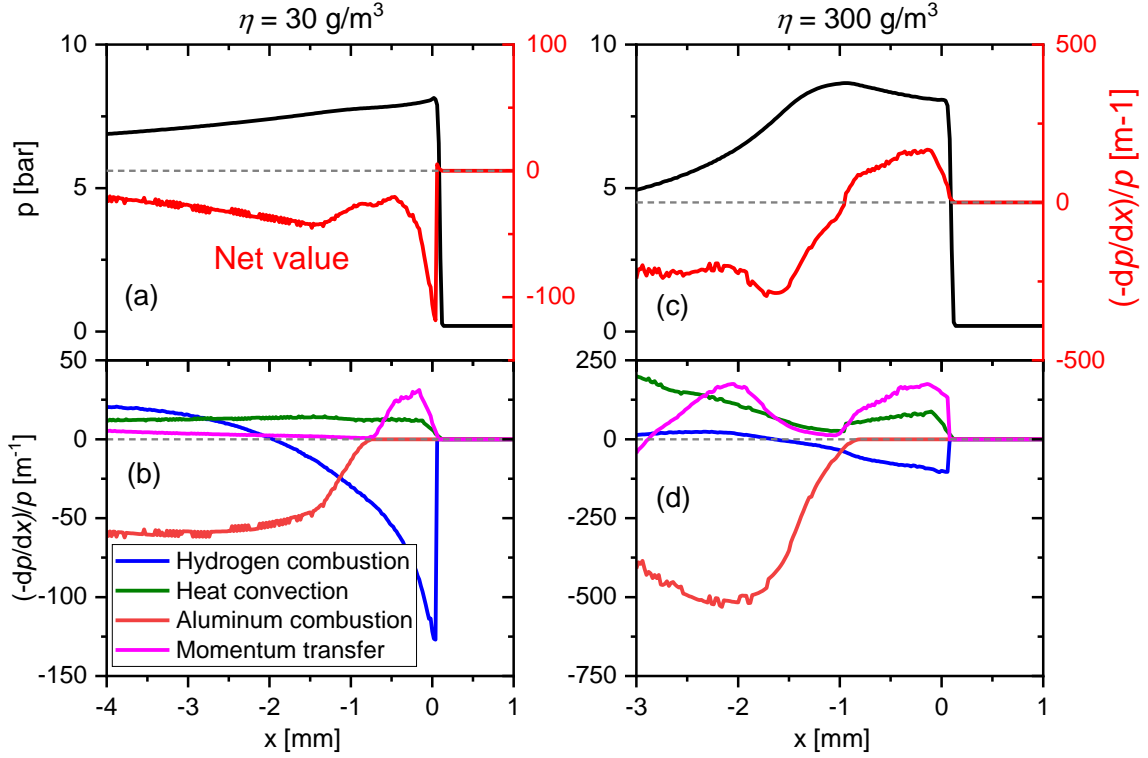 η = 30 g/m³
η = 300 g/m³
10
5
0
p [bar]
100
0
-100
Net value
(a)
10
5
0
500
0
-500
(-dp/dx)/p [m-1]
(c)
50
0
-50
-100
-150
(-dp/dx)/p [m⁻¹]
(b)
Hydrogen combustion
Heat convection
Aluminum combustion
Momentum transfer
-4 -3 -2 -1 0 1
x [mm]
250
0
-250
-500
-750
(d)
-3 -2 -1 0 1
x [mm]